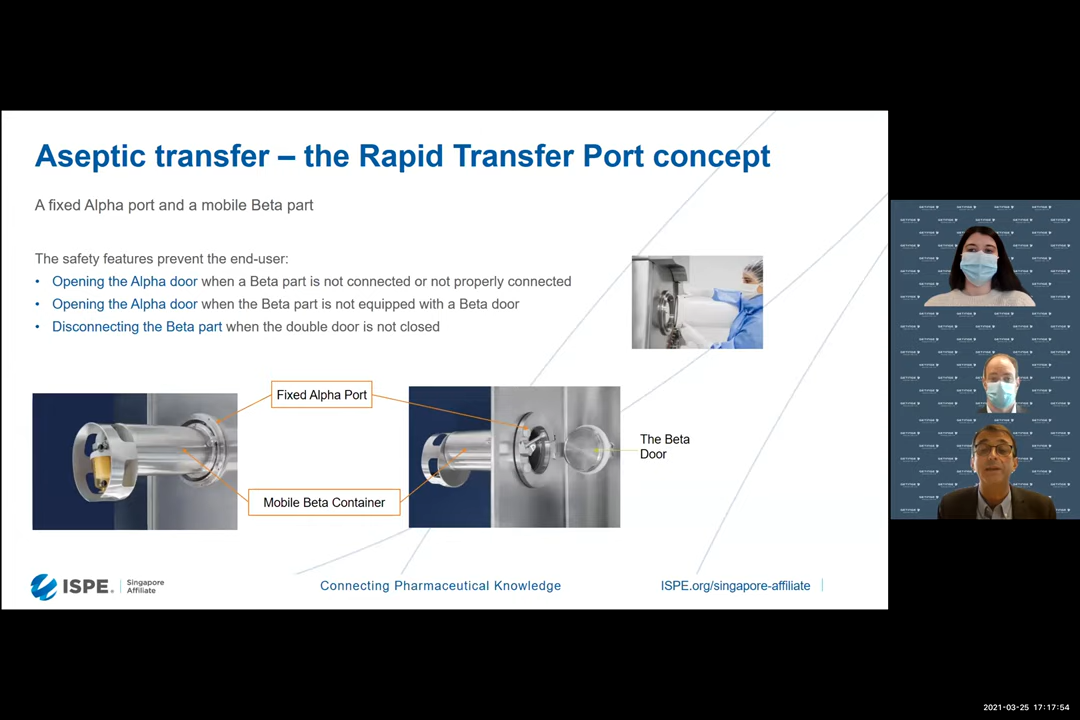 Aseptic transfer – the Rapid Transfer Port concept
A fixed Alpha port and a mobile Beta part
The safety features prevent the end-user:
• Opening the Alpha door when a Beta part is not connected or not properly connected
• Opening the Alpha door when the Beta part is not equipped with a Beta door
• Disconnecting the Beta part when the double door is not closed
Fixed Alpha Port
The Beta
Door
Mobile Beta Container
ISPE®
Singapore
Affiliate
Connecting Pharmaceutical Knowledge
ISPE.org/singapore-affiliate
2021-03-25 17:17:54